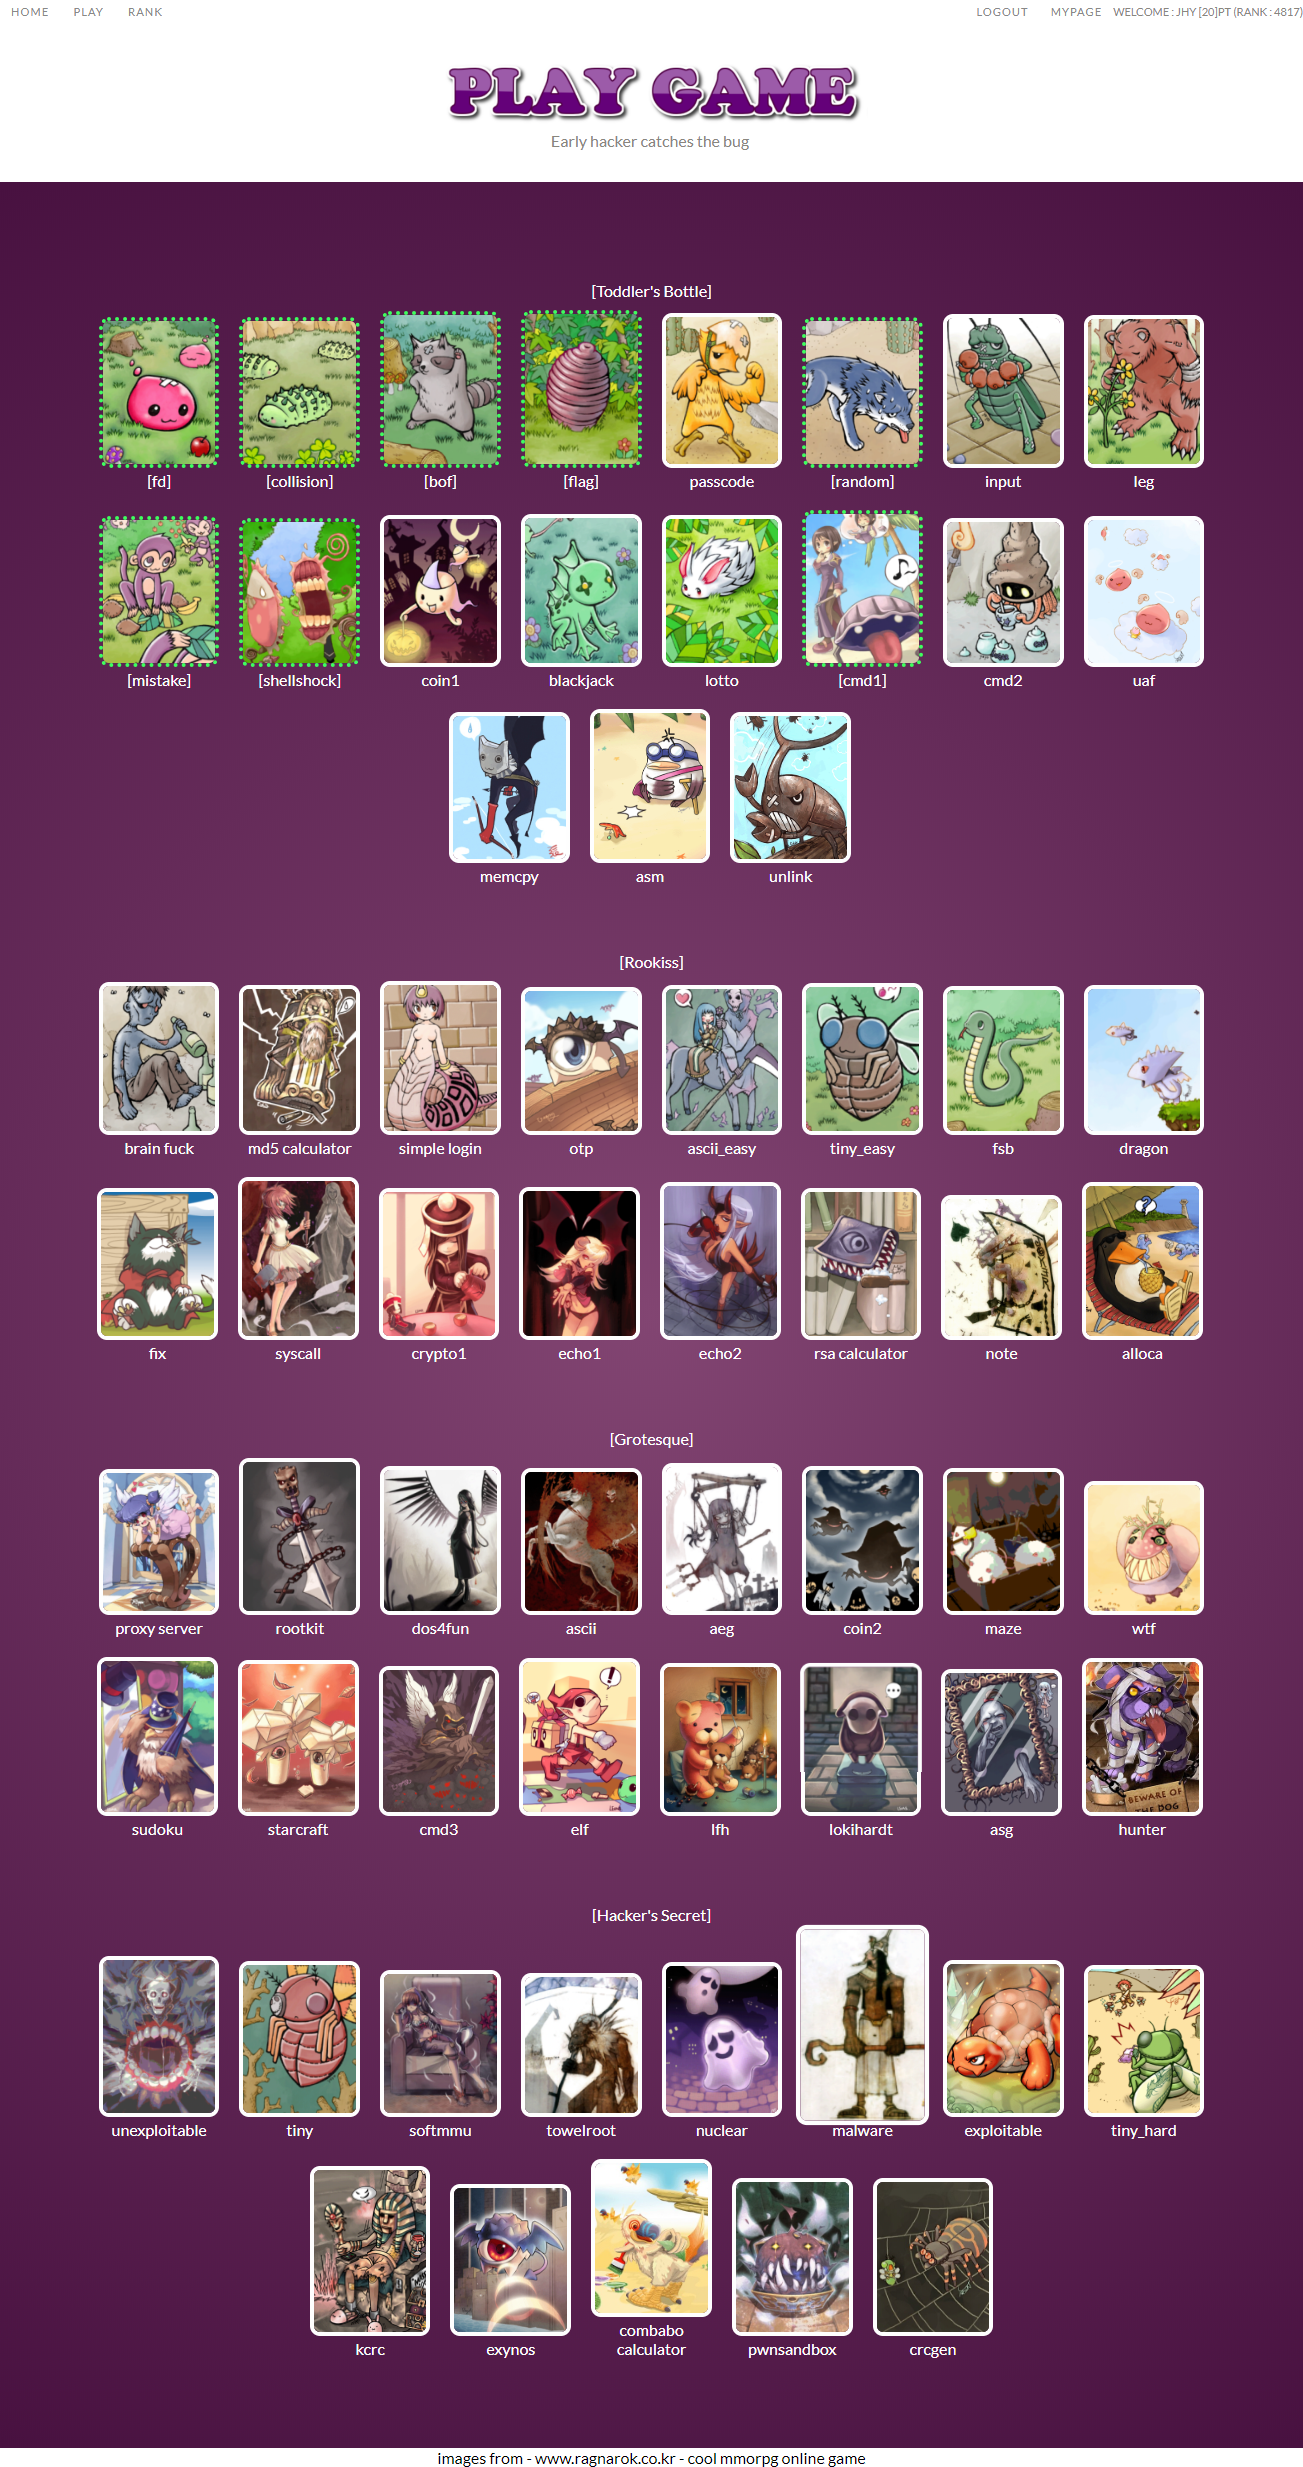 HOME PLAY RANK LOGOUT MYPAGE WELCOME : JHY [20]PT (RANK : 4817)
PLAY GAME
Early hacker catches the bug
[Toddler's Bottle]
[fd] [collision] [bof] [flag] passcode [random] input leg
[mistake] [shellshock] coin1 blackjack lotto [cmd1] cmd2 uaf
memcpy asm unlink
[Rookiss]
brain fuck md5 calculator simple login otp ascii_easy tiny_easy fsb dragon
fix syscall crypto1 echo1 echo2 rsa calculator note alloca
[Grotesque]
proxy server rootkit dos4fun ascii aeg coin2 maze wtf
BEWARE OF
THE DOG
sudoku starcraft cmd3 elf lfh lokihardt asg hunter
[Hacker's Secret]
unexploitable tiny softmmu towelroot nuclear malware exploitable tiny_hard
kcrc exynos combabo calculator pwnsandbox crcgen
images from - www.ragnarok.co.kr - cool mmorpg online game